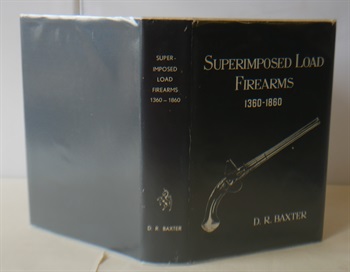 SUPER-
IMPOSED
LOAD
FIREARMS
1360-1860
D. R. BAXTER
SUPERIMPOSED LOAD
FIREARMS
1360-1860
D. R. BAXTER